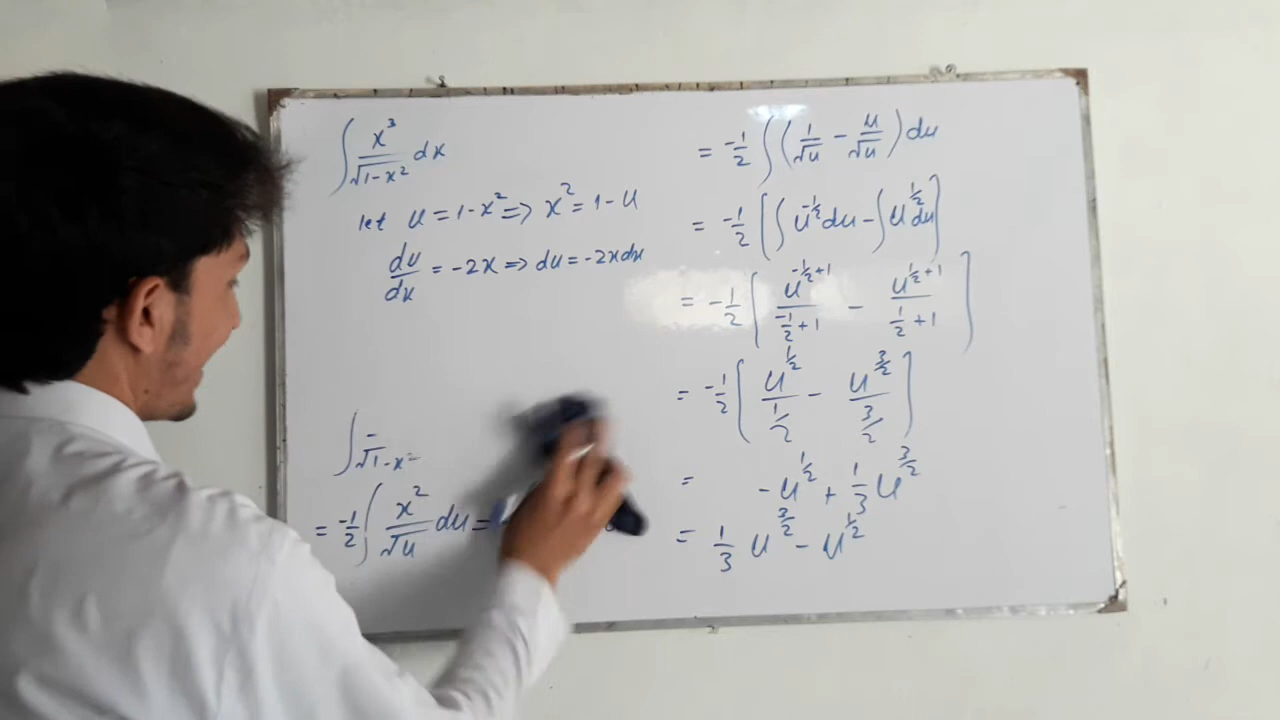 ∫ x³/√(1-x²) dx
let u = 1-x² => x² = 1-u
du/dx = -2x => du = -2xdx
∫ /√1-x²
= -1/2 ∫ x²/√u du =
= -1/2 ∫ (1/√u - u/√u) du
= -1/2 [∫ u^(-1/2) du - ∫ u^(1/2) du]
= -1/2 [u^(-1/2+1)/(-1/2+1) - u^(1/2+1)/(1/2+1)]
= -1/2 [u^(1/2)/(1/2) - u^(3/2)/(3/2)]
= -u^(1/2) + 1/3 u^(3/2)
= 1/3 u^(3/2) - u^(1/2)